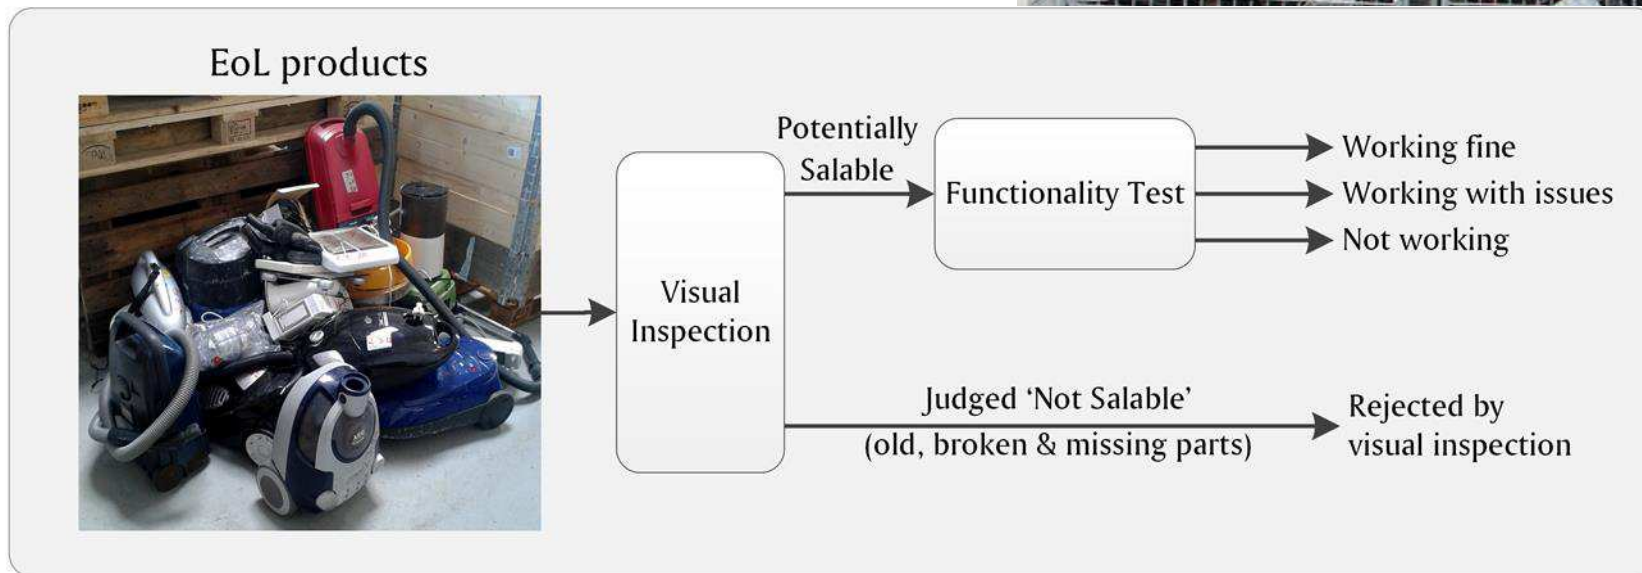 EoL products
Potentially
Salable
Visual
Inspection
Functionality Test
Working fine
Working with issues
Not working
Judged ‘Not Salable’
(old, broken & missing parts)
Rejected by
visual inspection